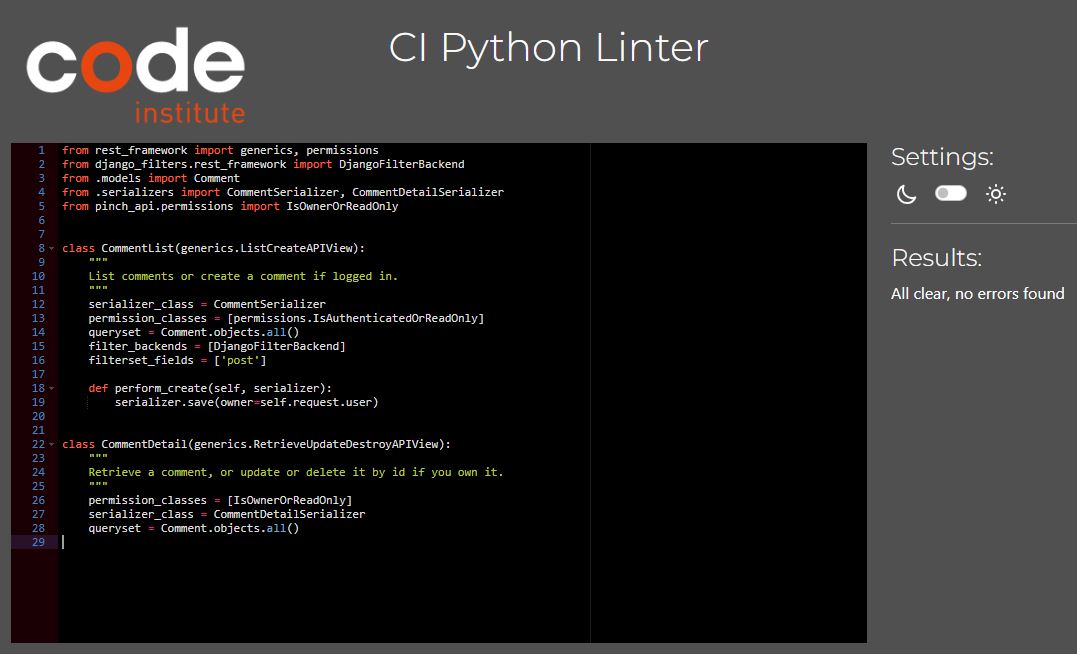 code
institute
CI Python Linter
1 from rest_framework import generics, permissions
2 from django_filters.rest_framework import DjangoFilterBackend
3 from .models import Comment
4 from .serializers import CommentSerializer, CommentDetailSerializer
5 from pinch_api.permissions import IsOwnerOrReadOnly
6
7
8 class CommentList(generics.ListCreateAPIView):
9     """
10     List comments or create a comment if logged in.
11     """
12     serializer_class = CommentSerializer
13     permission_classes = [permissions.IsAuthenticatedOrReadOnly]
14     queryset = Comment.objects.all()
15     filter_backends = [DjangoFilterBackend]
16     filterset_fields = ['post']
17
18     def perform_create(self, serializer):
19         serializer.save(owner=self.request.user)
20
21
22 class CommentDetail(generics.RetrieveUpdateDestroyAPIView):
23     """
24     Retrieve a comment, or update or delete it by id if you own it.
25     """
26     permission_classes = [IsOwnerOrReadOnly]
27     serializer_class = CommentDetailSerializer
28     queryset = Comment.objects.all()
29
Settings:
Results:
All clear, no errors found